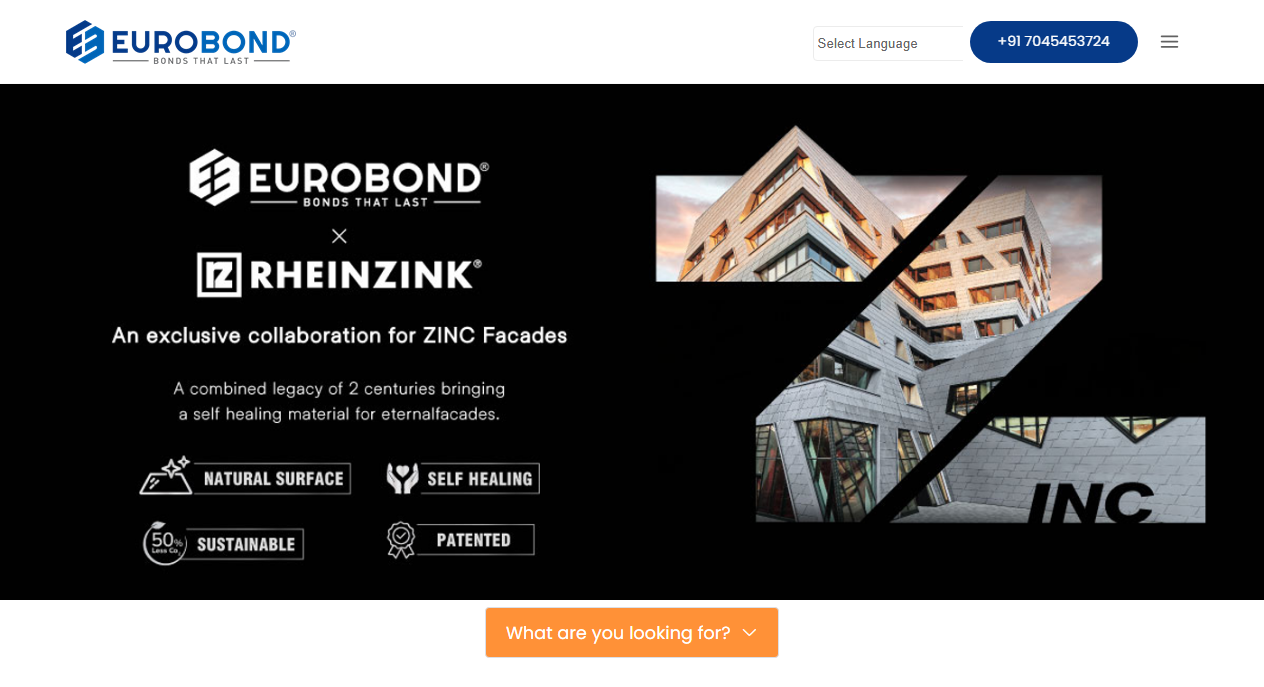 EUROBOND®
BONDS THAT LAST
Select Language
+91 7045453724
EUROBOND®
BONDS THAT LAST
×
RZ RHEINZINK®
An exclusive collaboration for ZINC Facades
A combined legacy of 2 centuries bringing
a self healing material for eternalfacades.
NATURAL SURFACE
SELF HEALING
50%
Less Co₂
SUSTAINABLE
PATENTED
INC
What are you looking for?